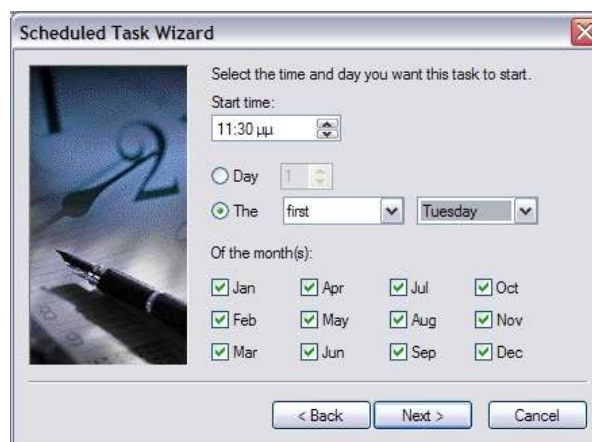 Scheduled Task Wizard
Select the time and day you want this task to start.
Start time:
11:30 μμ
Day 1
The first Tuesday
Of the month(s):
Jan Apr Jul Oct
Feb May Aug Nov
Mar Jun Sep Dec
< Back Next > Cancel